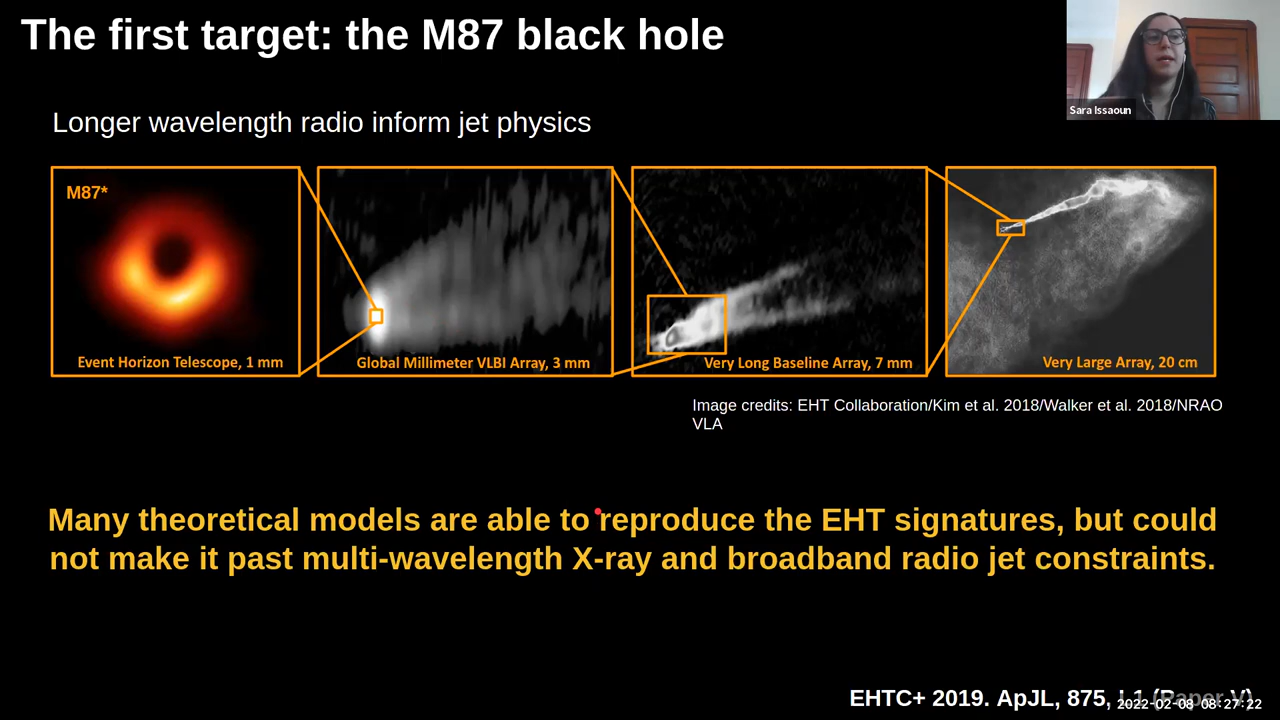 The first target: the M87 black hole
Sara Issaoun
Longer wavelength radio inform jet physics
M87*
Event Horizon Telescope, 1 mm
Global Millimeter VLBI Array, 3 mm
Very Long Baseline Array, 7 mm
Very Large Array, 20 cm
Image credits: EHT Collaboration/Kim et al. 2018/Walker et al. 2018/NRAO
VLA
Many theoretical models are able to reproduce the EHT signatures, but could
not make it past multi-wavelength X-ray and broadband radio jet constraints.
EHTC+ 2019. ApJL, 875, L1 (Paper V)
2022-02-08 08:27:22